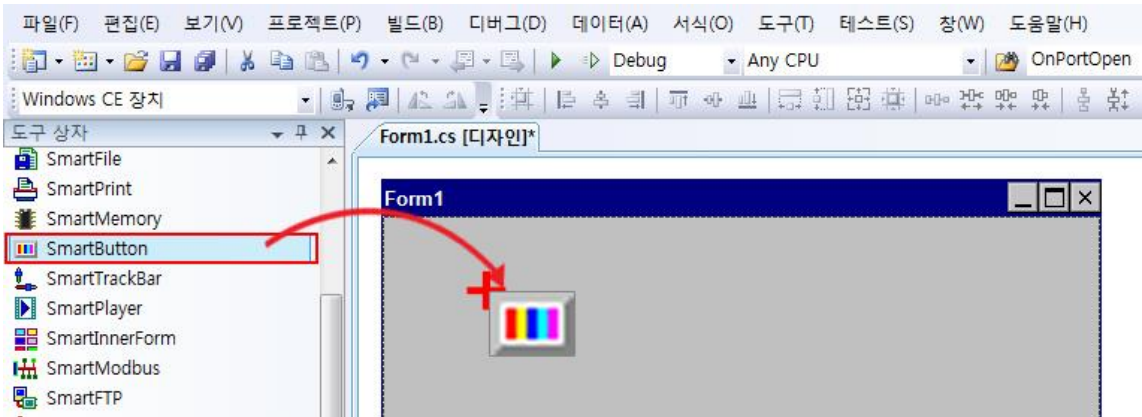 파일(F) 편집(E) 보기(V) 프로젝트(P) 빌드(B) 디버그(D) 데이터(A) 서식(O) 도구(T) 테스트(S) 창(W) 도움말(H)
Debug Any CPU OnPortOpen
Windows CE 장치
도구 상자
Form1.cs [디자인]*
SmartFile
SmartPrint
SmartMemory
SmartButton
SmartTrackBar
SmartPlayer
SmartInnerForm
SmartModbus
SmartFTP
Form1